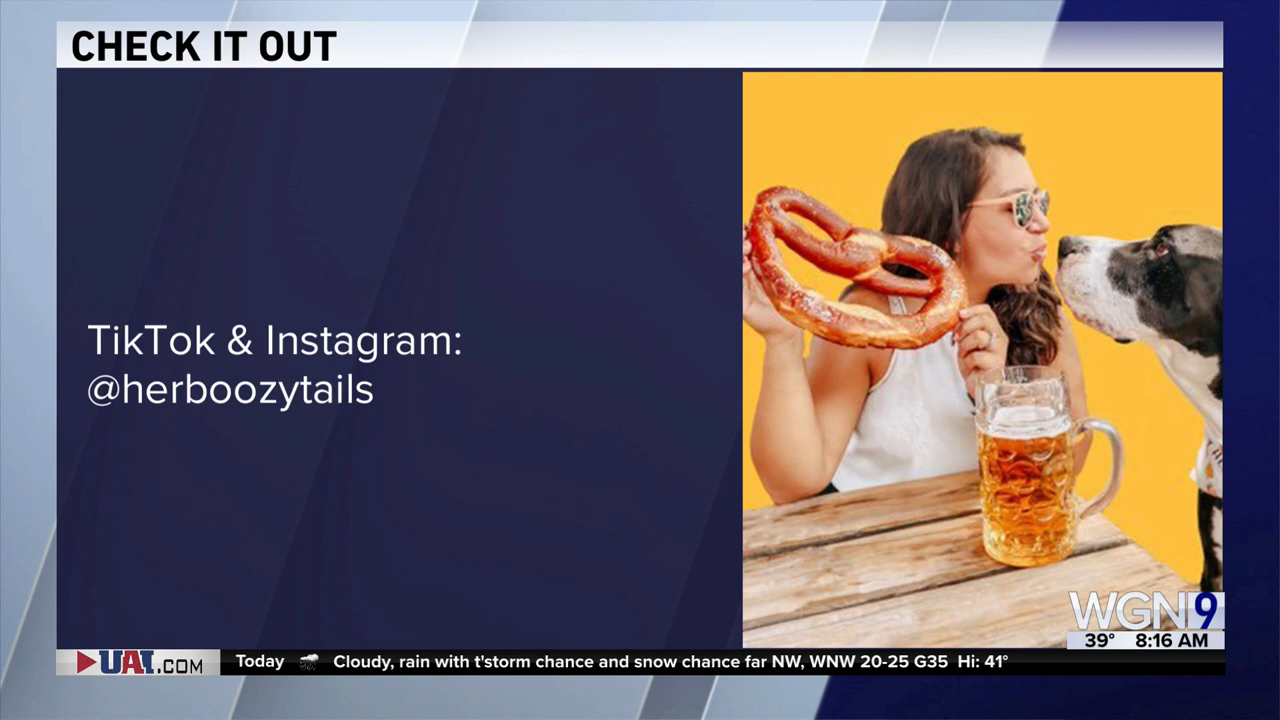 CHECK IT OUT
TikTok & Instagram:
@herboozytails
WGN9
39° 8:16 AM
UAI.COM
Today
Cloudy, rain with t'storm chance and snow chance far NW, WNW 20-25 G35 Hi: 41°